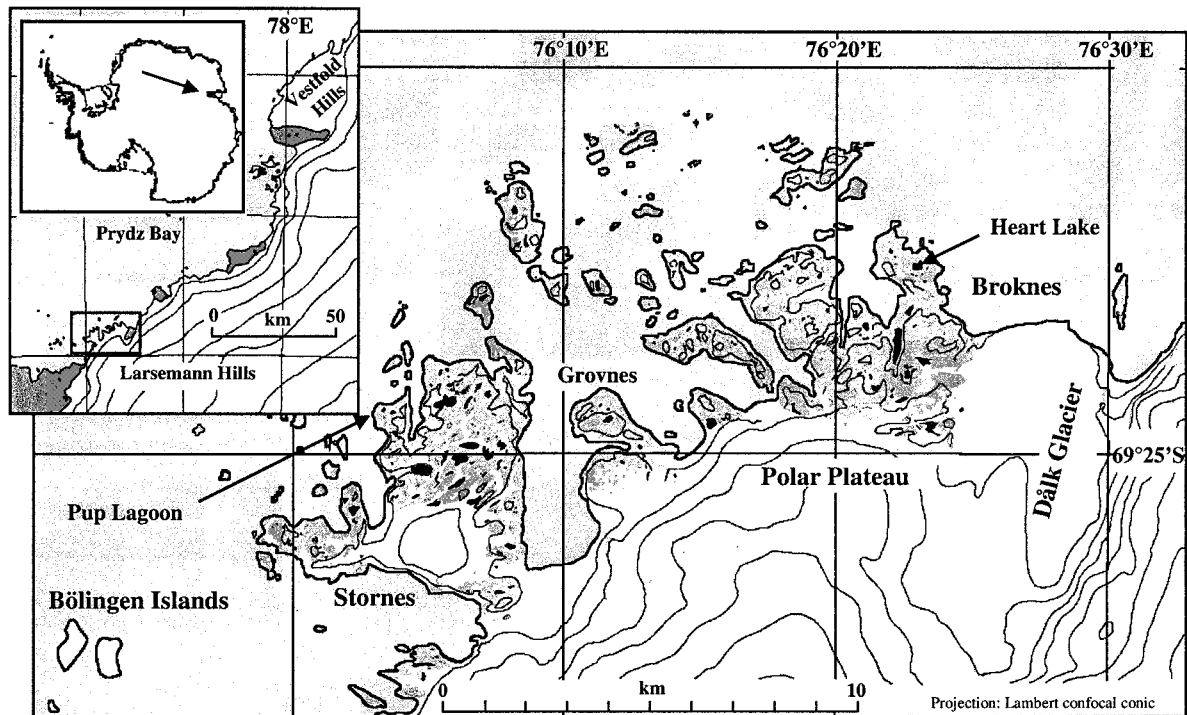 78°E
76°10'E
76°20'E
76°30'E
Vestfold
Hills
Prydz Bay
0 km 50
Larsemann Hills
Heart Lake
Broknes
Grovnes
Polar Plateau
Dålk Glacier
69°25'S
Pup Lagoon
Bölingen Islands
Stornes
0 km 10
Projection: Lambert confocal conic